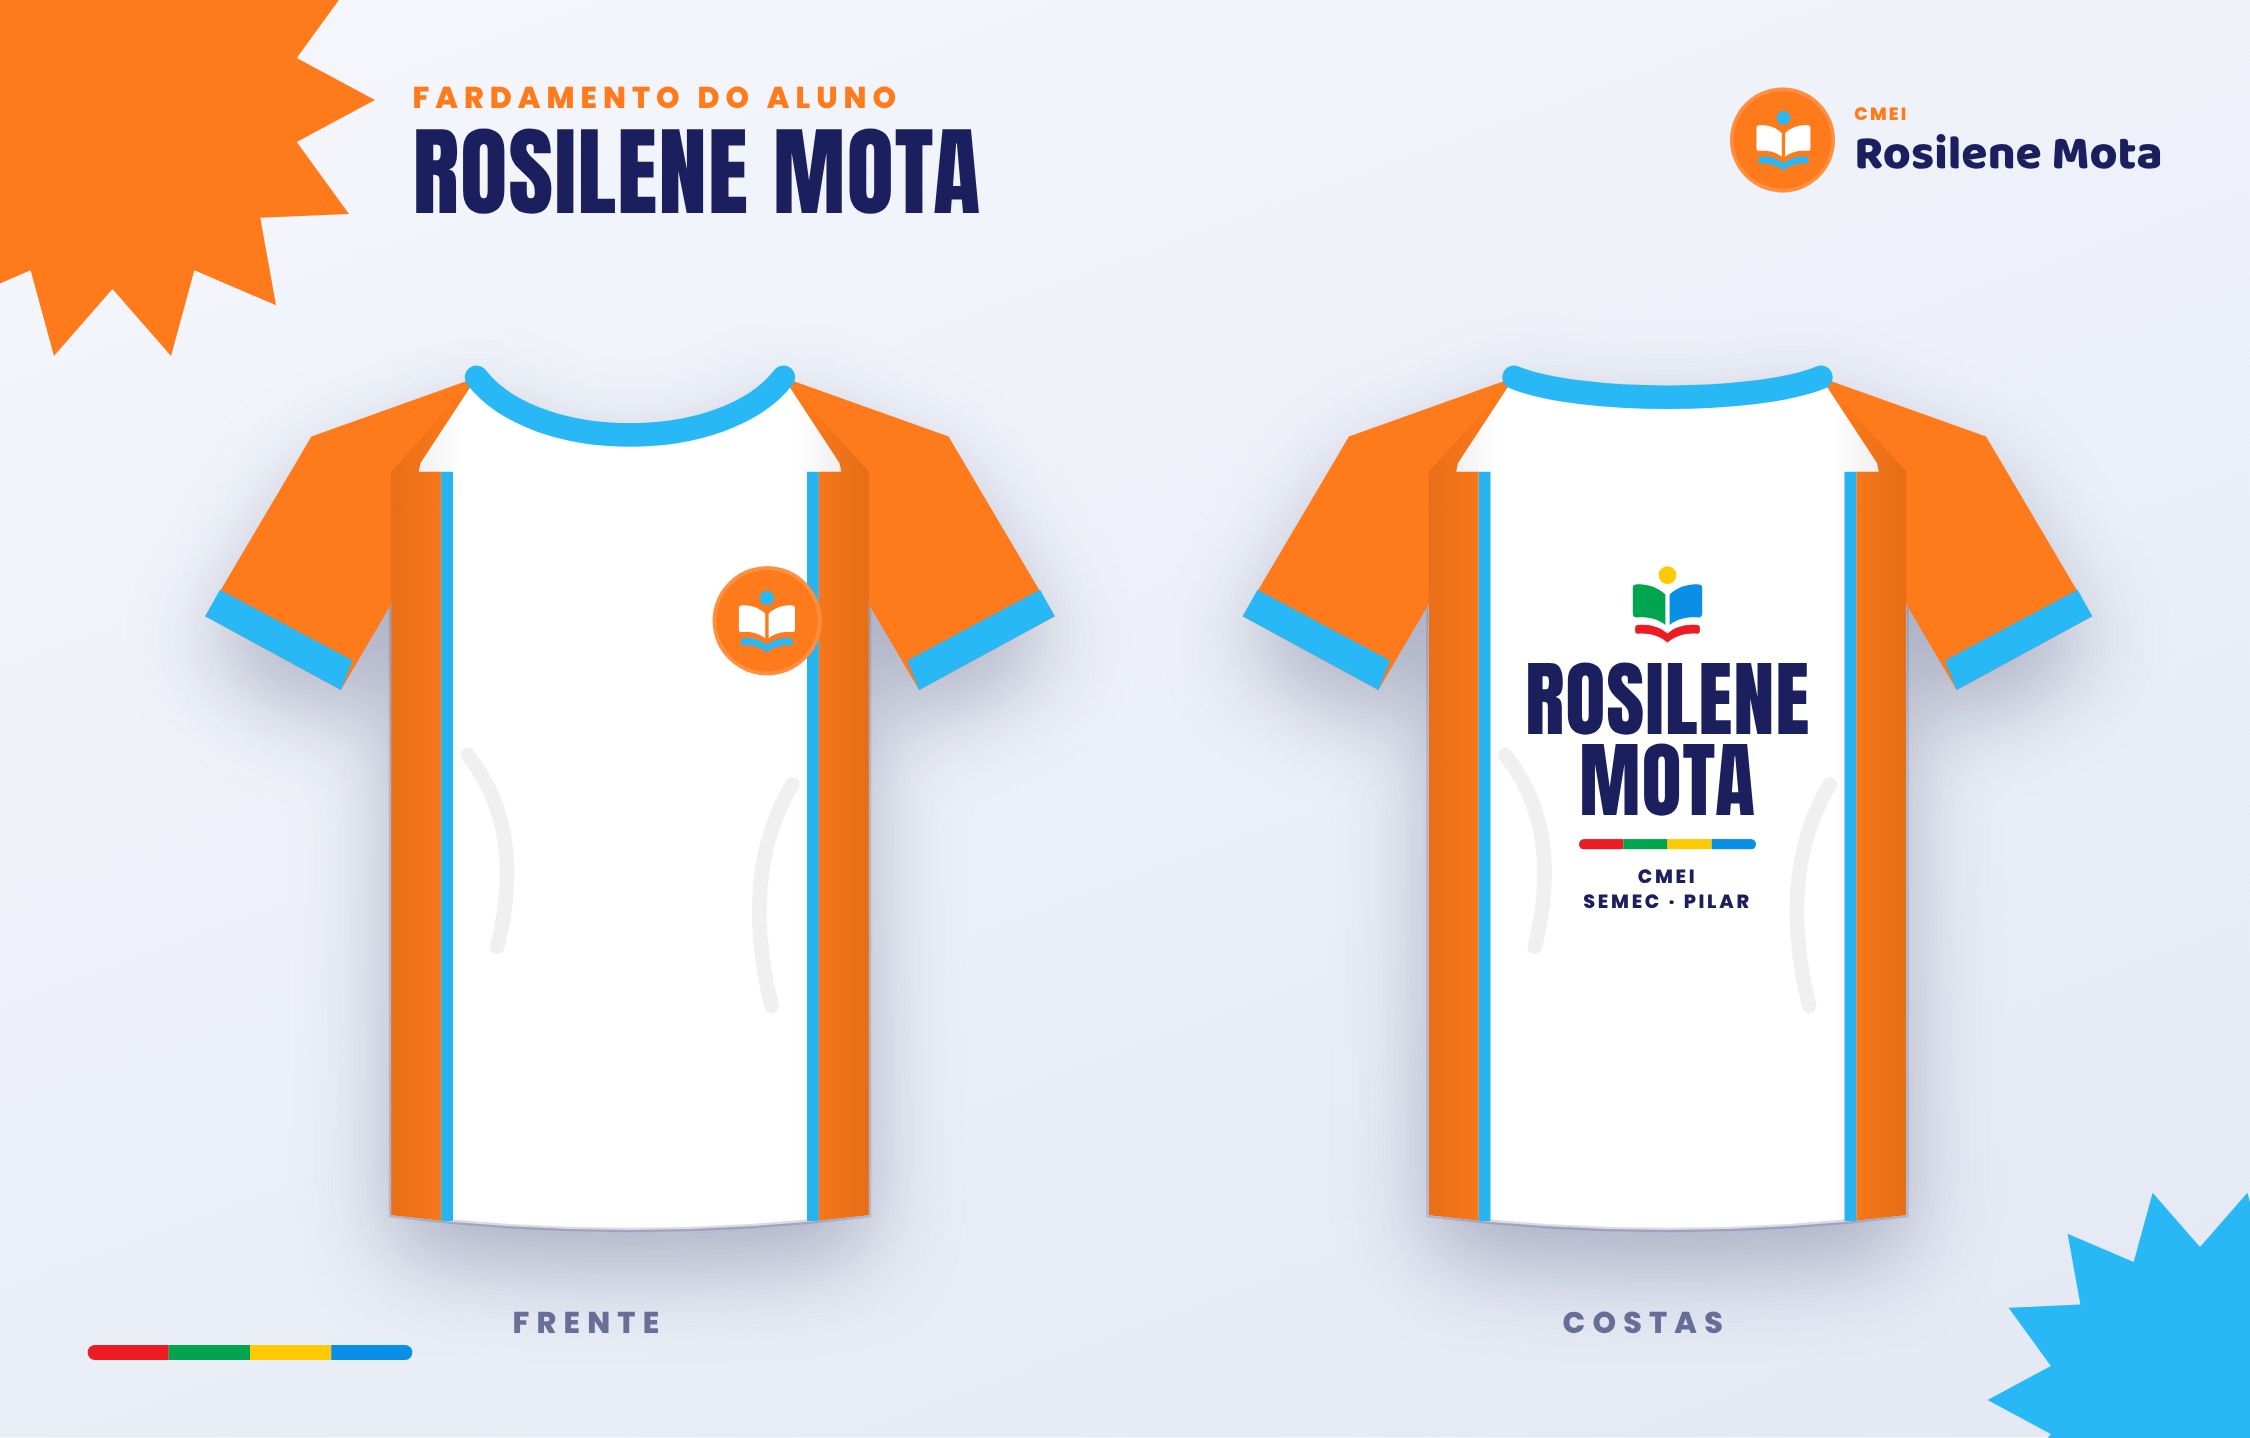 FARDAMENTO DO ALUNO
ROSILENE MOTA
CMEI
Rosilene Mota
ROSILENE
MOTA
CMEI
SEMEC · PILAR
FRENTE
COSTAS